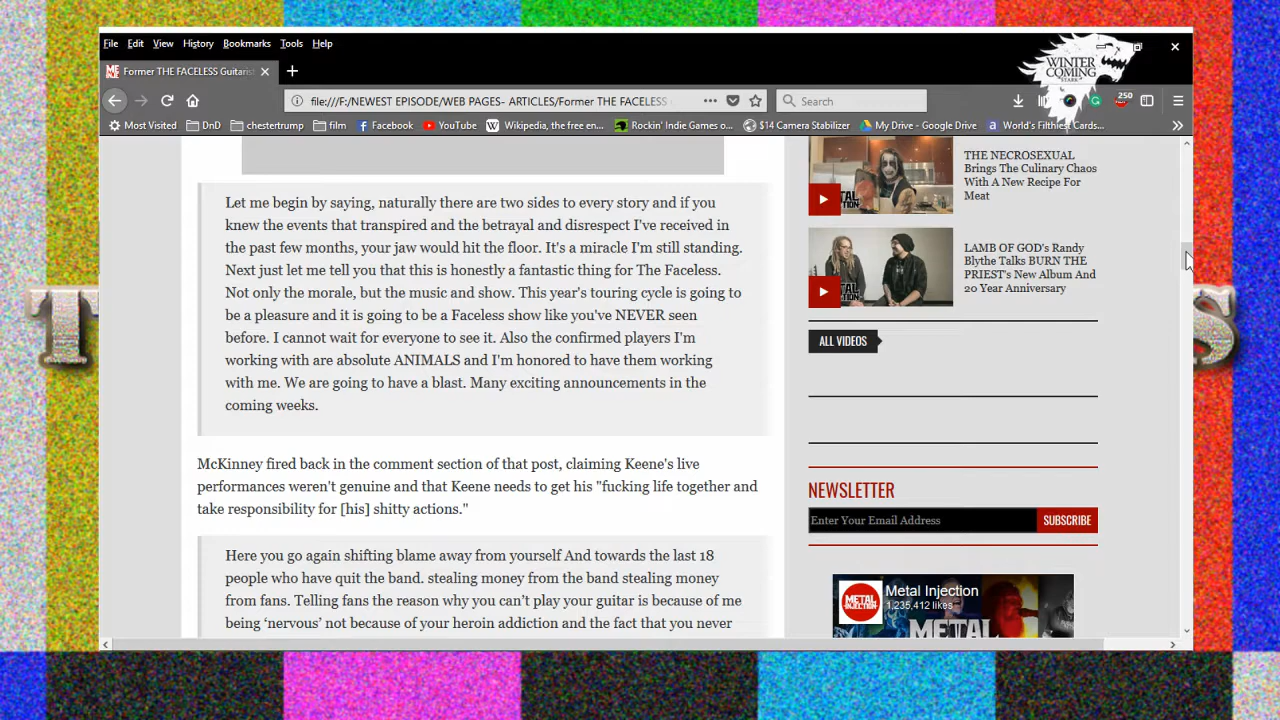 File Edit View History Bookmarks Tools Help
WINTER
COMING
STARK
Former THE FACELESS Guitaris
file:///F:/NEWEST EPISODE/WEB PAGES- ARTICLES/Former THE FACELESS
Search
250
Most Visited DnD chestertrump film Facebook YouTube Wikipedia, the free en... Rockin' Indie Games o... $14 Camera Stabilizer My Drive - Google Drive World's Filthiest Cards...
Let me begin by saying, naturally there are two sides to every story and if you
knew the events that transpired and the betrayal and disrespect I've received in
the past few months, your jaw would hit the floor. It's a miracle I'm still standing.
Next just let me tell you that this is honestly a fantastic thing for The Faceless.
Not only the morale, but the music and show. This year's touring cycle is going to
be a pleasure and it is going to be a Faceless show like you've NEVER seen
before. I cannot wait for everyone to see it. Also the confirmed players I'm
working with are absolute ANIMALS and I'm honored to have them working
with me. We are going to have a blast. Many exciting announcements in the
coming weeks.
McKinney fired back in the comment section of that post, claiming Keene's live
performances weren't genuine and that Keene needs to get his "fucking life together and
take responsibility for [his] shitty actions."
Here you go again shifting blame away from yourself And towards the last 18
people who have quit the band. stealing money from the band stealing money
from fans. Telling fans the reason why you can't play your guitar is because of me
being 'nervous' not because of your heroin addiction and the fact that you never
THE NECROSEXUAL
Brings The Culinary Chaos
With A New Recipe For
Meat
METAL INJECTION
LAMB OF GOD's Randy
Blythe Talks BURN THE
PRIEST's New Album And
20 Year Anniversary
ALL VIDEOS
NEWSLETTER
Enter Your Email Address SUBSCRIBE
METAL INJECTION
Metal Injection
1,235,412 likes
METAL
T
S